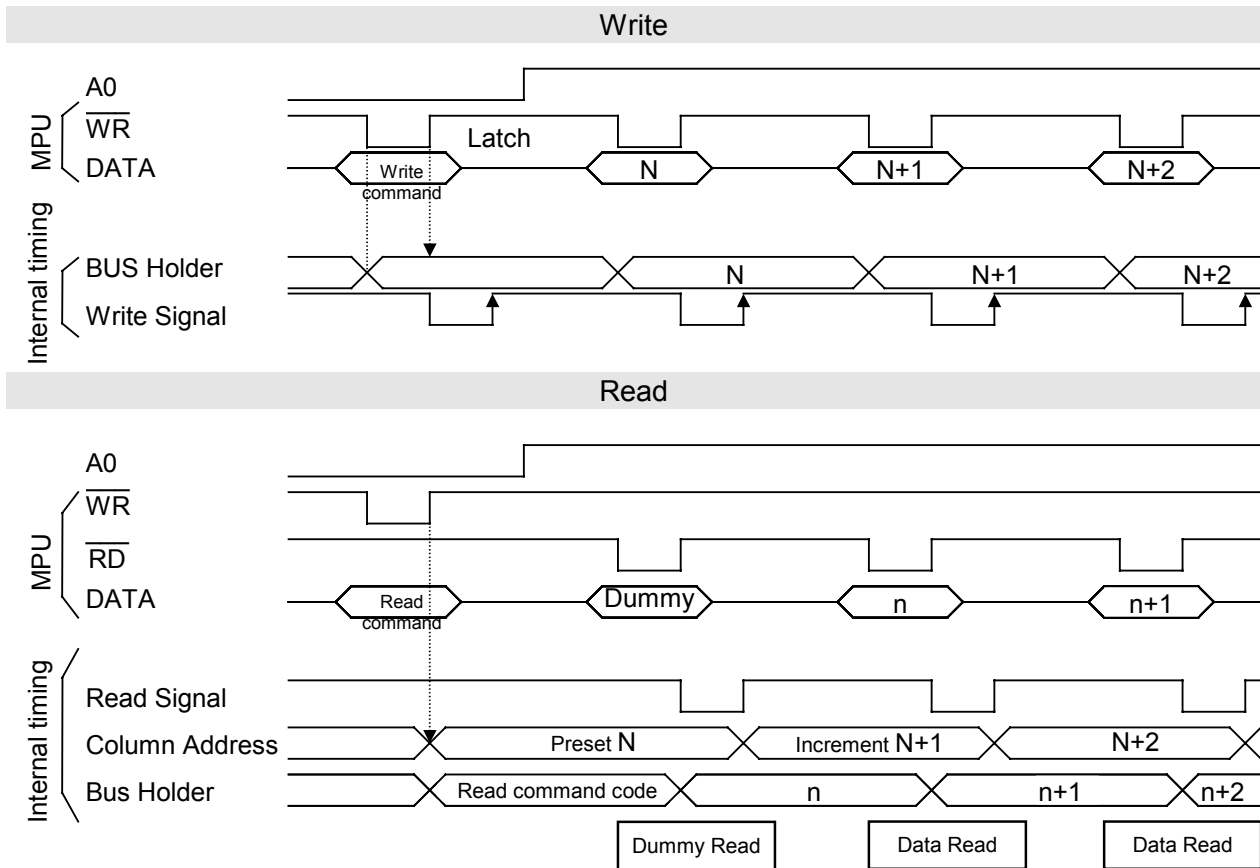 Write
A0
MPU
WR
Latch
DATA
Write
command
N
N+1
N+2
Internal timing
BUS Holder
N
N+1
N+2
Write Signal
Read
A0
MPU
WR
RD
DATA
Read
command
Dummy
n
n+1
Internal timing
Read Signal
Column Address
Preset N
Increment N+1
N+2
Bus Holder
Read command code
n
n+1
n+2
Dummy Read
Data Read
Data Read